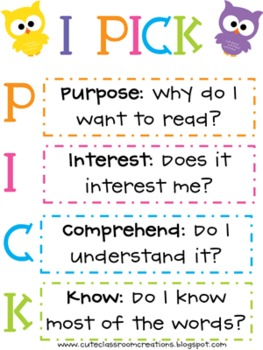 I PICK
P
Purpose: Why do I
want to read?
I
Interest: Does it
interest me?
C
Comprehend: Do I
understand it?
K
Know: Do I know
most of the words?
www.cuteclassroomcreations.blogspot.com